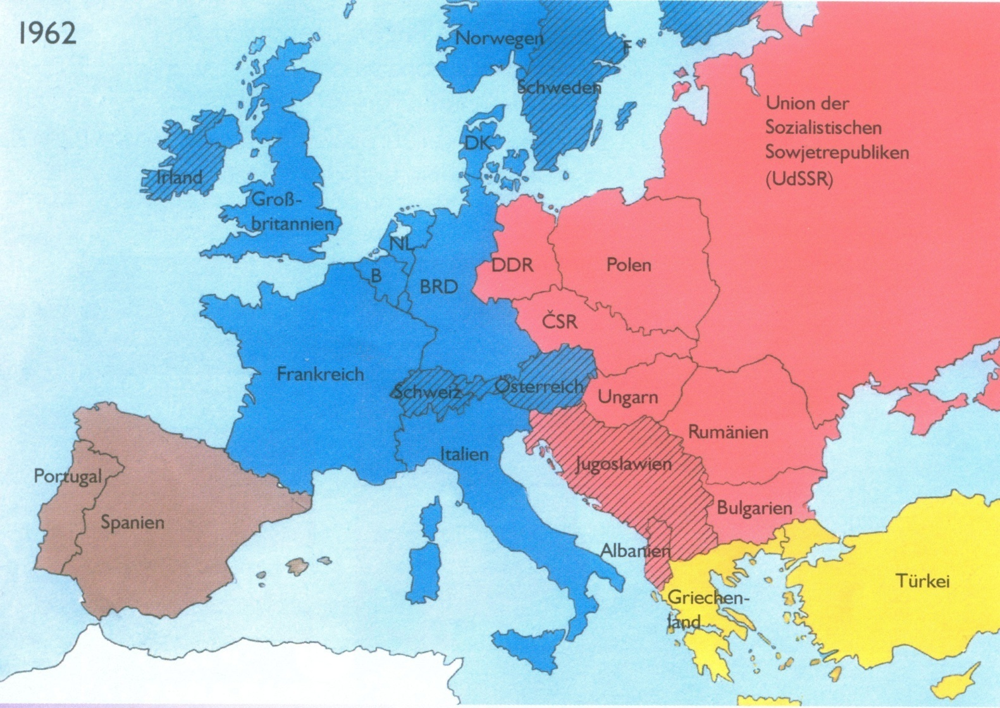 1962
Norwegen
F
Schweden
Union der
Sozialistischen
Sowjetrepubliken
(UdSSR)
DK
Irland
Groß-
britannien
NL
B
BRD
DDR
Polen
ČSR
Frankreich
Schweiz
Österreich
Ungarn
Rumänien
Italien
Jugoslawien
Portugal
Spanien
Bulgarien
Albanien
Griechen-
land
Türkei